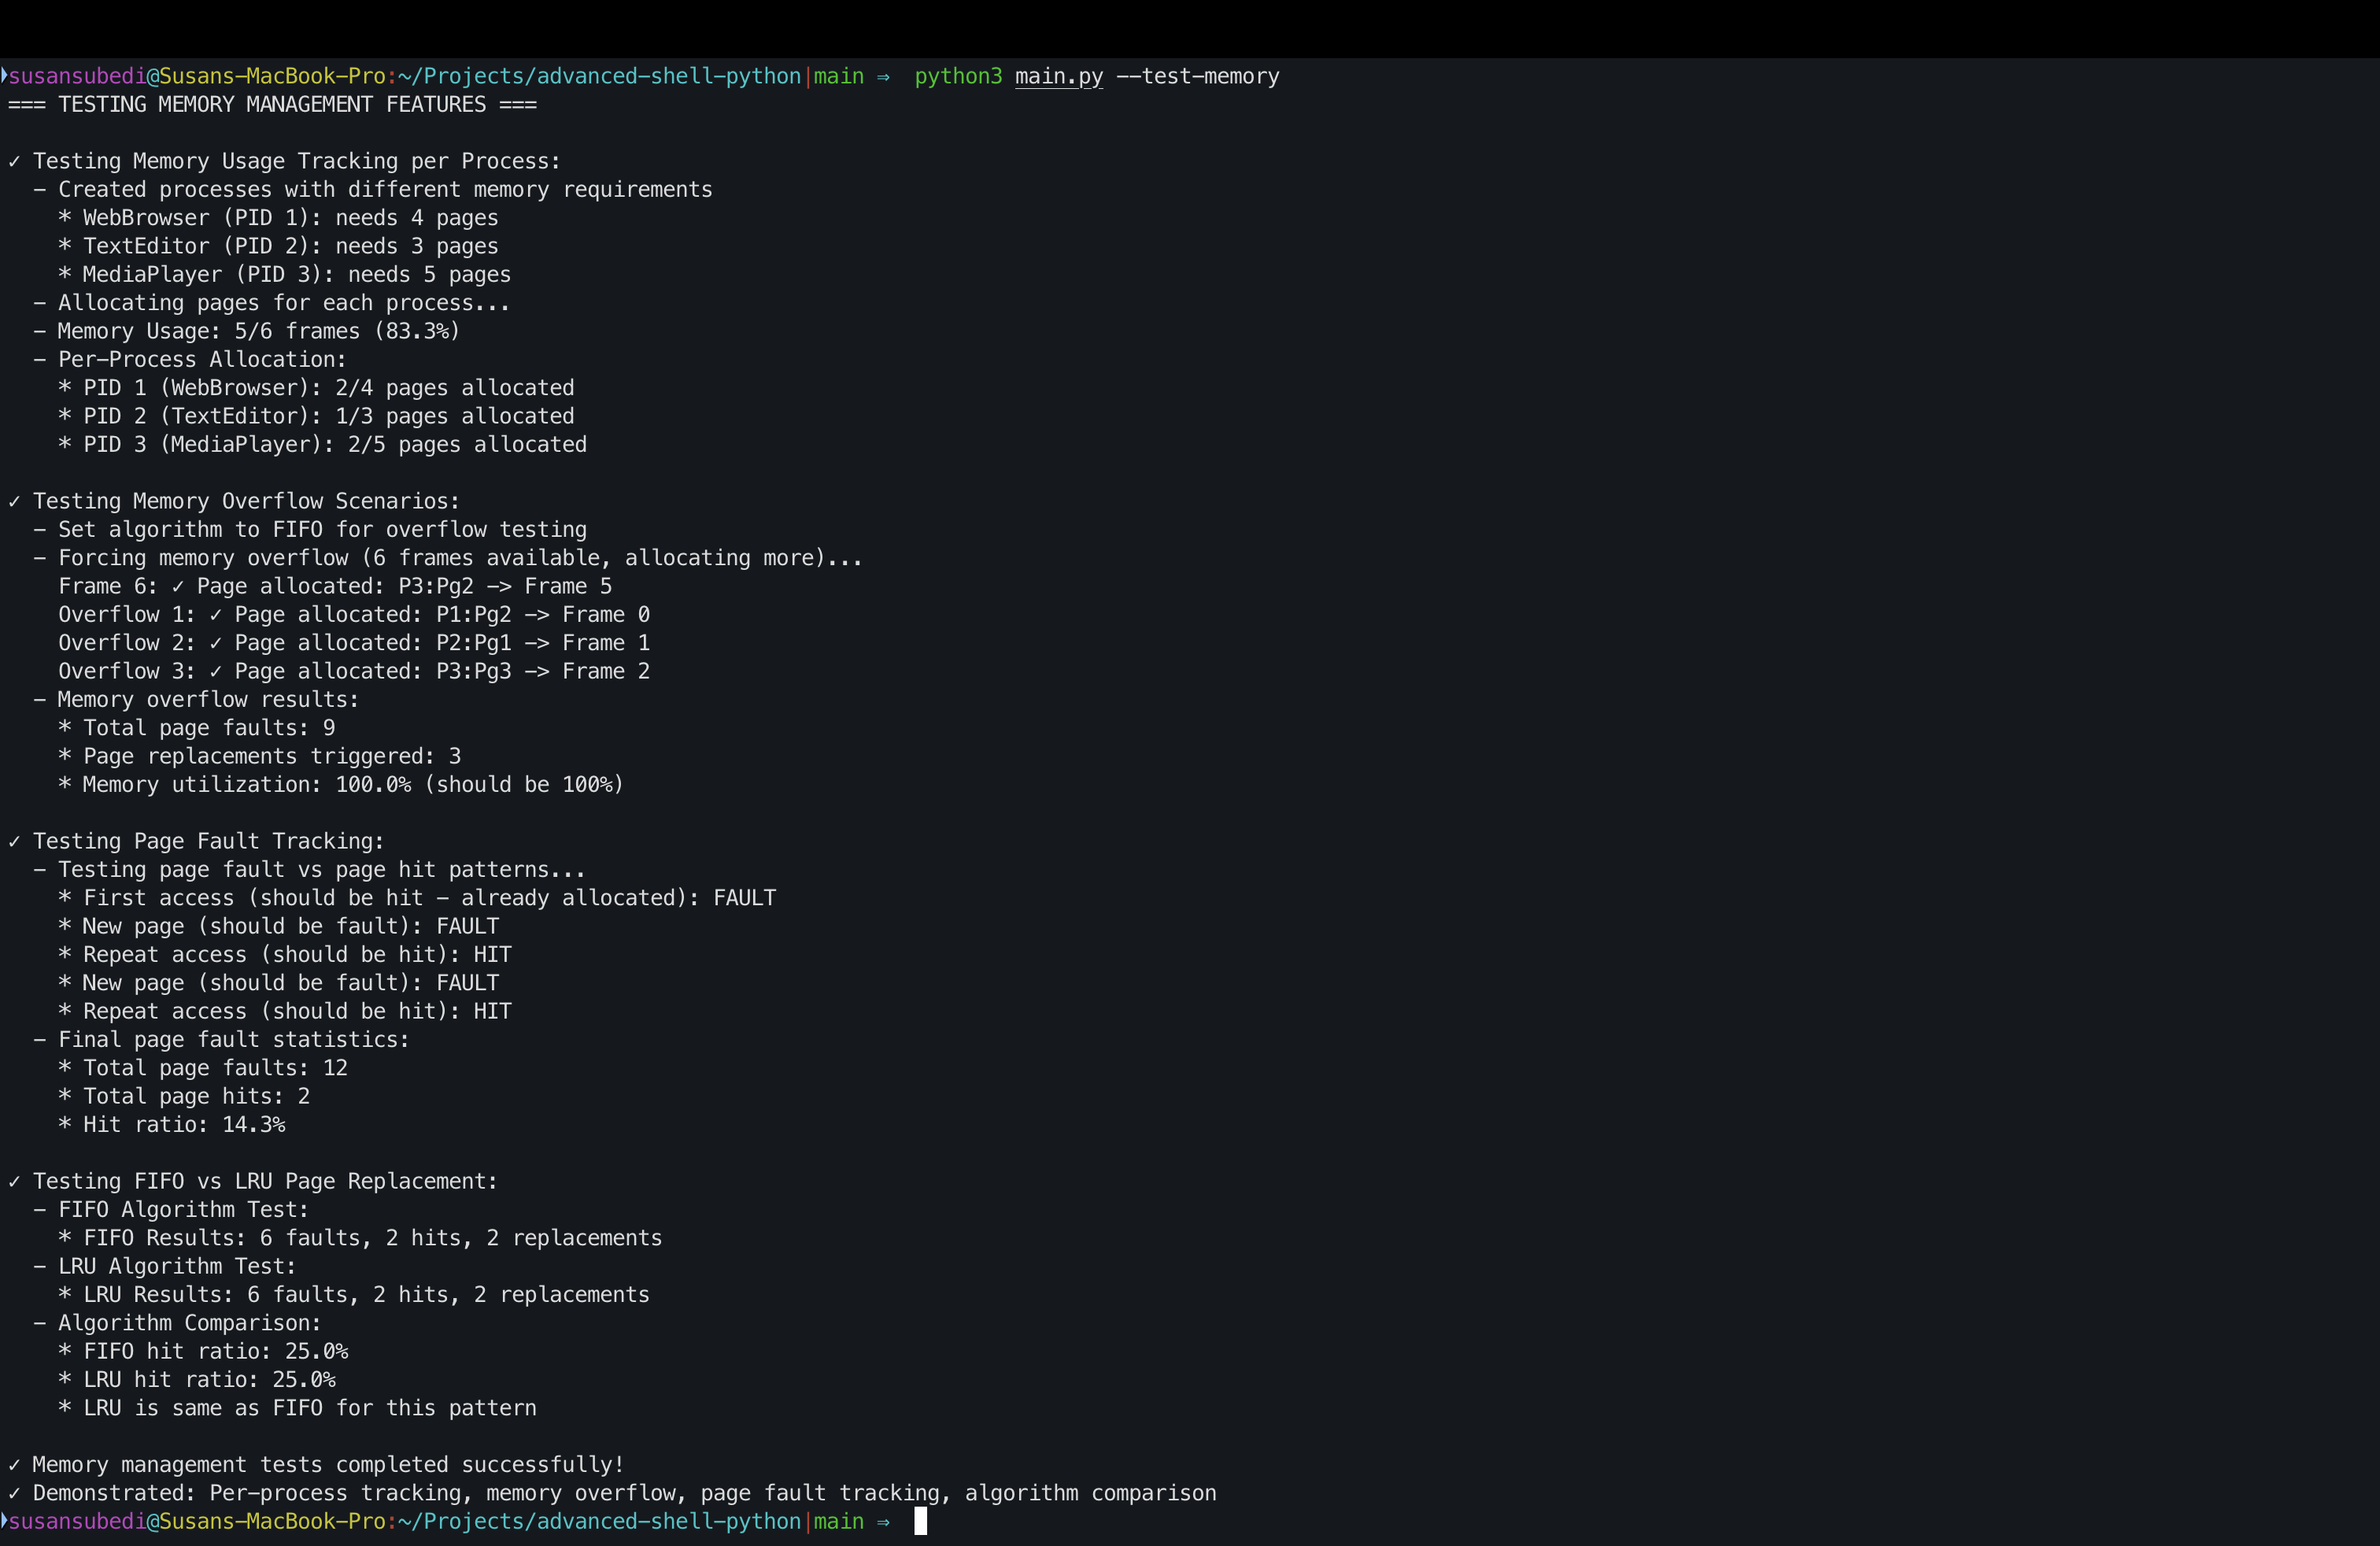 susansubedi@Susans-MacBook-Pro:~/Projects/advanced-shell-python|main ⇒  python3 main.py --test-memory
=== TESTING MEMORY MANAGEMENT FEATURES ===
✓ Testing Memory Usage Tracking per Process:
  - Created processes with different memory requirements
    * WebBrowser (PID 1): needs 4 pages
    * TextEditor (PID 2): needs 3 pages
    * MediaPlayer (PID 3): needs 5 pages
  - Allocating pages for each process...
  - Memory Usage: 5/6 frames (83.3%)
  - Per-Process Allocation:
    * PID 1 (WebBrowser): 2/4 pages allocated
    * PID 2 (TextEditor): 1/3 pages allocated
    * PID 3 (MediaPlayer): 2/5 pages allocated
✓ Testing Memory Overflow Scenarios:
  - Set algorithm to FIFO for overflow testing
  - Forcing memory overflow (6 frames available, allocating more)...
    Frame 6: ✓ Page allocated: P3:Pg2 -> Frame 5
    Overflow 1: ✓ Page allocated: P1:Pg2 -> Frame 0
    Overflow 2: ✓ Page allocated: P2:Pg1 -> Frame 1
    Overflow 3: ✓ Page allocated: P3:Pg3 -> Frame 2
  - Memory overflow results:
    * Total page faults: 9
    * Page replacements triggered: 3
    * Memory utilization: 100.0% (should be 100%)
✓ Testing Page Fault Tracking:
  - Testing page fault vs page hit patterns...
    * First access (should be hit - already allocated): FAULT
    * New page (should be fault): FAULT
    * Repeat access (should be hit): HIT
    * New page (should be fault): FAULT
    * Repeat access (should be hit): HIT
  - Final page fault statistics:
    * Total page faults: 12
    * Total page hits: 2
    * Hit ratio: 14.3%
✓ Testing FIFO vs LRU Page Replacement:
  - FIFO Algorithm Test:
    * FIFO Results: 6 faults, 2 hits, 2 replacements
  - LRU Algorithm Test:
    * LRU Results: 6 faults, 2 hits, 2 replacements
  - Algorithm Comparison:
    * FIFO hit ratio: 25.0%
    * LRU hit ratio: 25.0%
    * LRU is same as FIFO for this pattern
✓ Memory management tests completed successfully!
✓ Demonstrated: Per-process tracking, memory overflow, page fault tracking, algorithm comparison
susansubedi@Susans-MacBook-Pro:~/Projects/advanced-shell-python|main ⇒